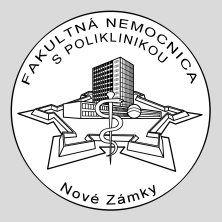 FAKULTNÁ NEMOCNICA
S POLIKLINIKOU
Nové Zámky